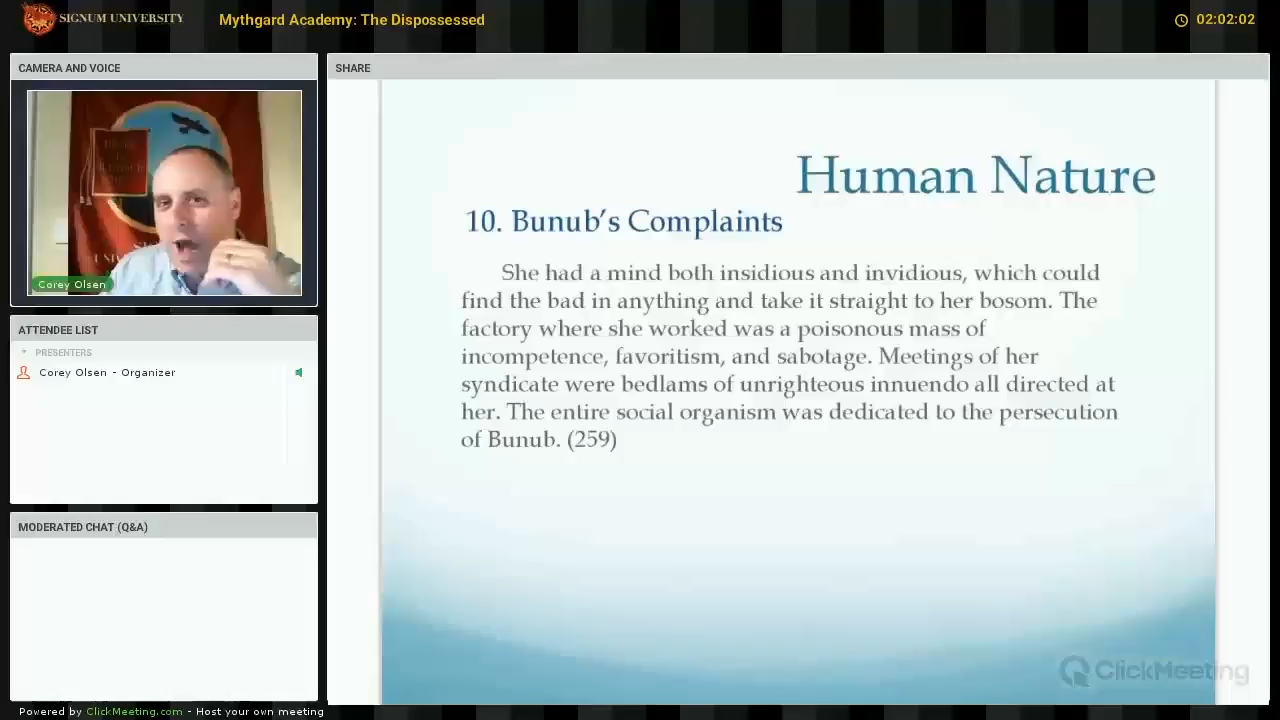 SIGNUM UNIVERSITY
Mythgard Academy: The Dispossessed
02:02:02
CAMERA AND VOICE
Corey Olsen
ATTENDEE LIST
PRESENTERS
Corey Olsen - Organizer
MODERATED CHAT (Q&A)
SHARE
Human Nature
10. Bunub's Complaints
She had a mind both insidious and invidious, which could
find the bad in anything and take it straight to her bosom. The
factory where she worked was a poisonous mass of
incompetence, favoritism, and sabotage. Meetings of her
syndicate were bedlams of unrighteous innuendo all directed at
her. The entire social organism was dedicated to the persecution
of Bunub. (259)
ClickMeeting
Powered by ClickMeeting.com - Host your own meeting